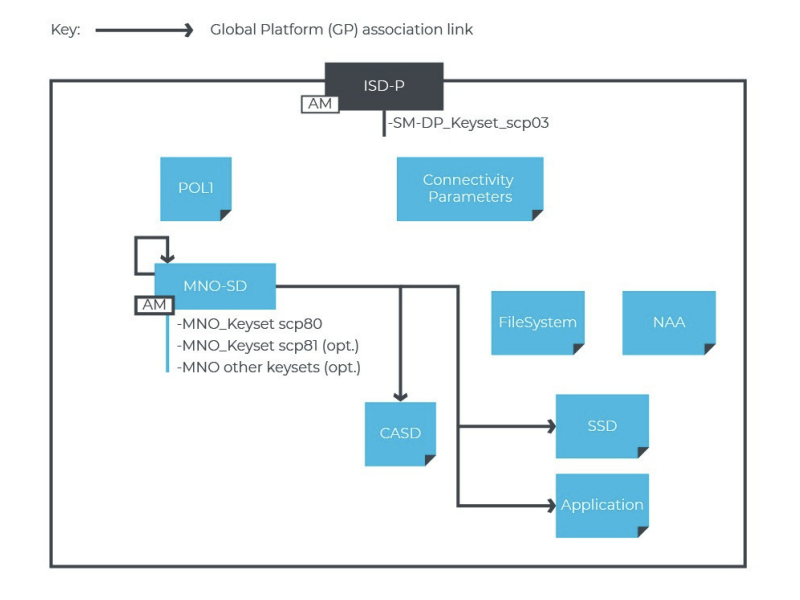 Key:
Global Platform (GP) association link
ISD-P
AM
-SM-DP_Keyset_scp03
POL1
Connectivity
Parameters
MNO-SD
AM
-MNO_Keyset scp80
-MNO_Keyset scp81 (opt.)
-MNO other keysets (opt.)
FileSystem
NAA
CASD
SSD
Application